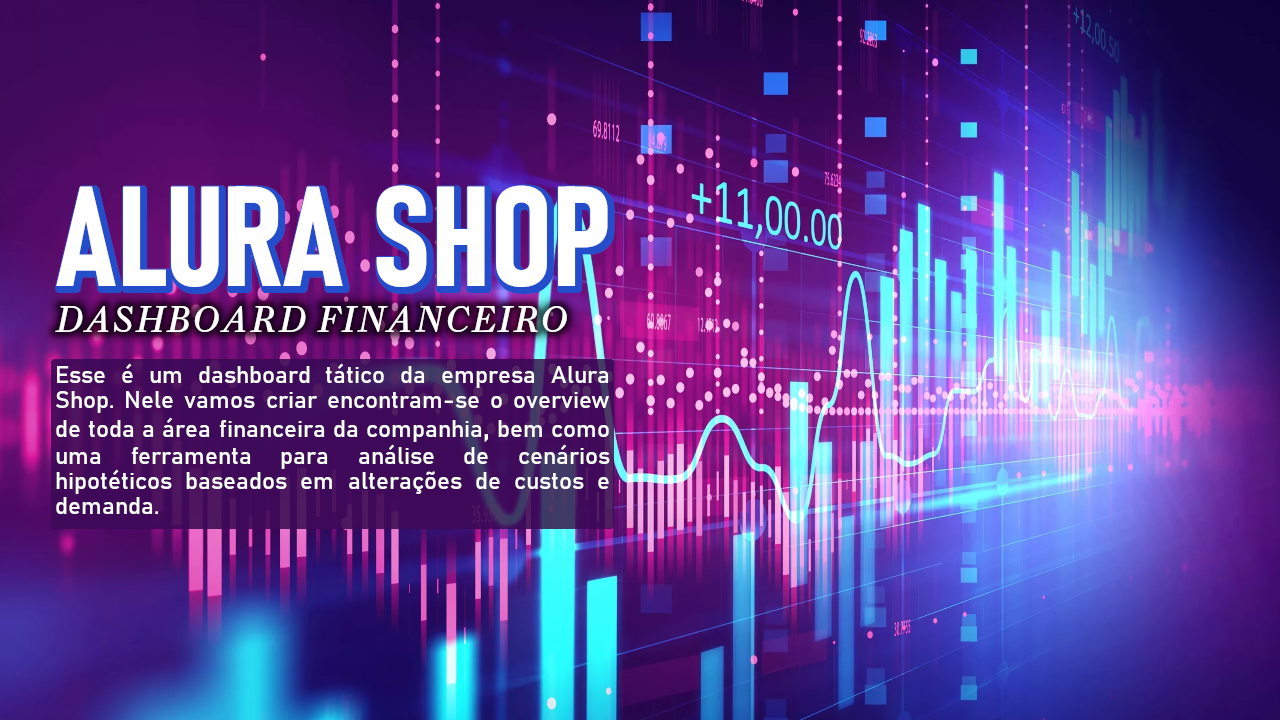 ALURA SHOP
DASHBOARD FINANCEIRO
Esse é um dashboard tático da empresa Alura
Shop. Nele vamos criar encontram-se o overview
de toda a área financeira da companhia, bem como
uma ferramenta para análise de cenários
hipotéticos baseados em alterações de custos e
demanda.
+11,00.00
+12,00.50
69.8112